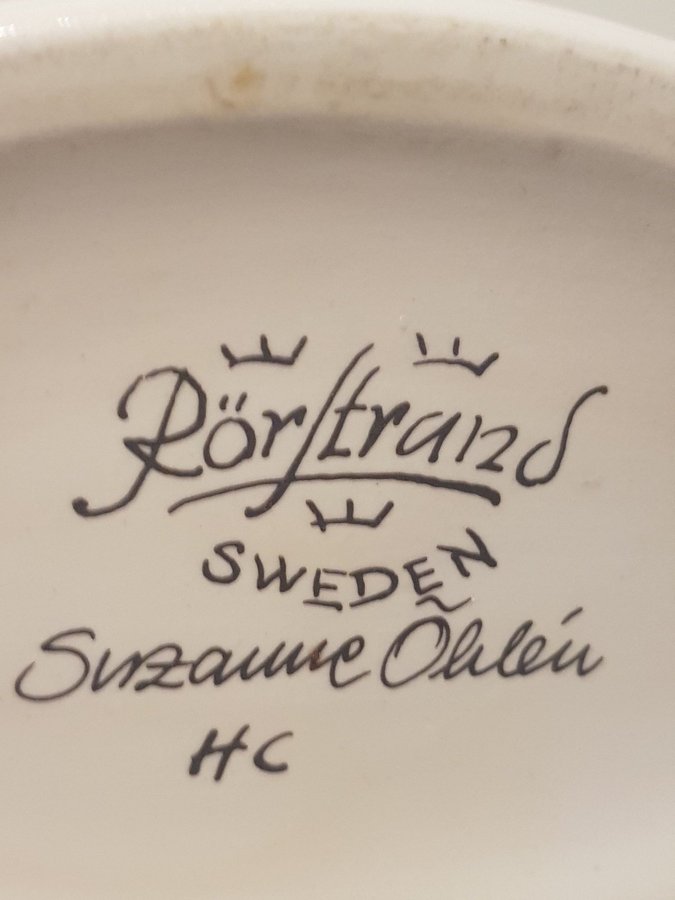 Rörstrand
SWEDEN
Suzanne Öhlén
HC